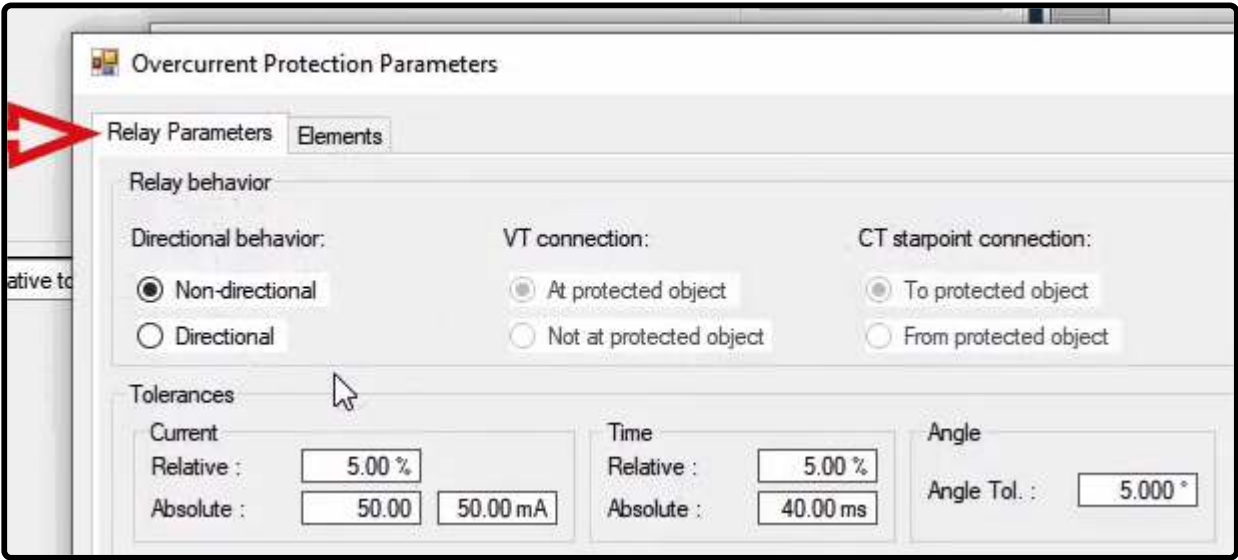 Overcurrent Protection Parameters
Relay Parameters Elements
Relay behavior
Directional behavior: VT connection: CT starpoint connection:
Non-directional At protected object To protected object
Directional Not at protected object From protected object
ative to
Tolerances
Current Time Angle
Relative : 5.00 % Relative : 5.00 %
Angle Tol. : 5.000 °
Absolute : 50.00 50.00 mA Absolute : 40.00 ms